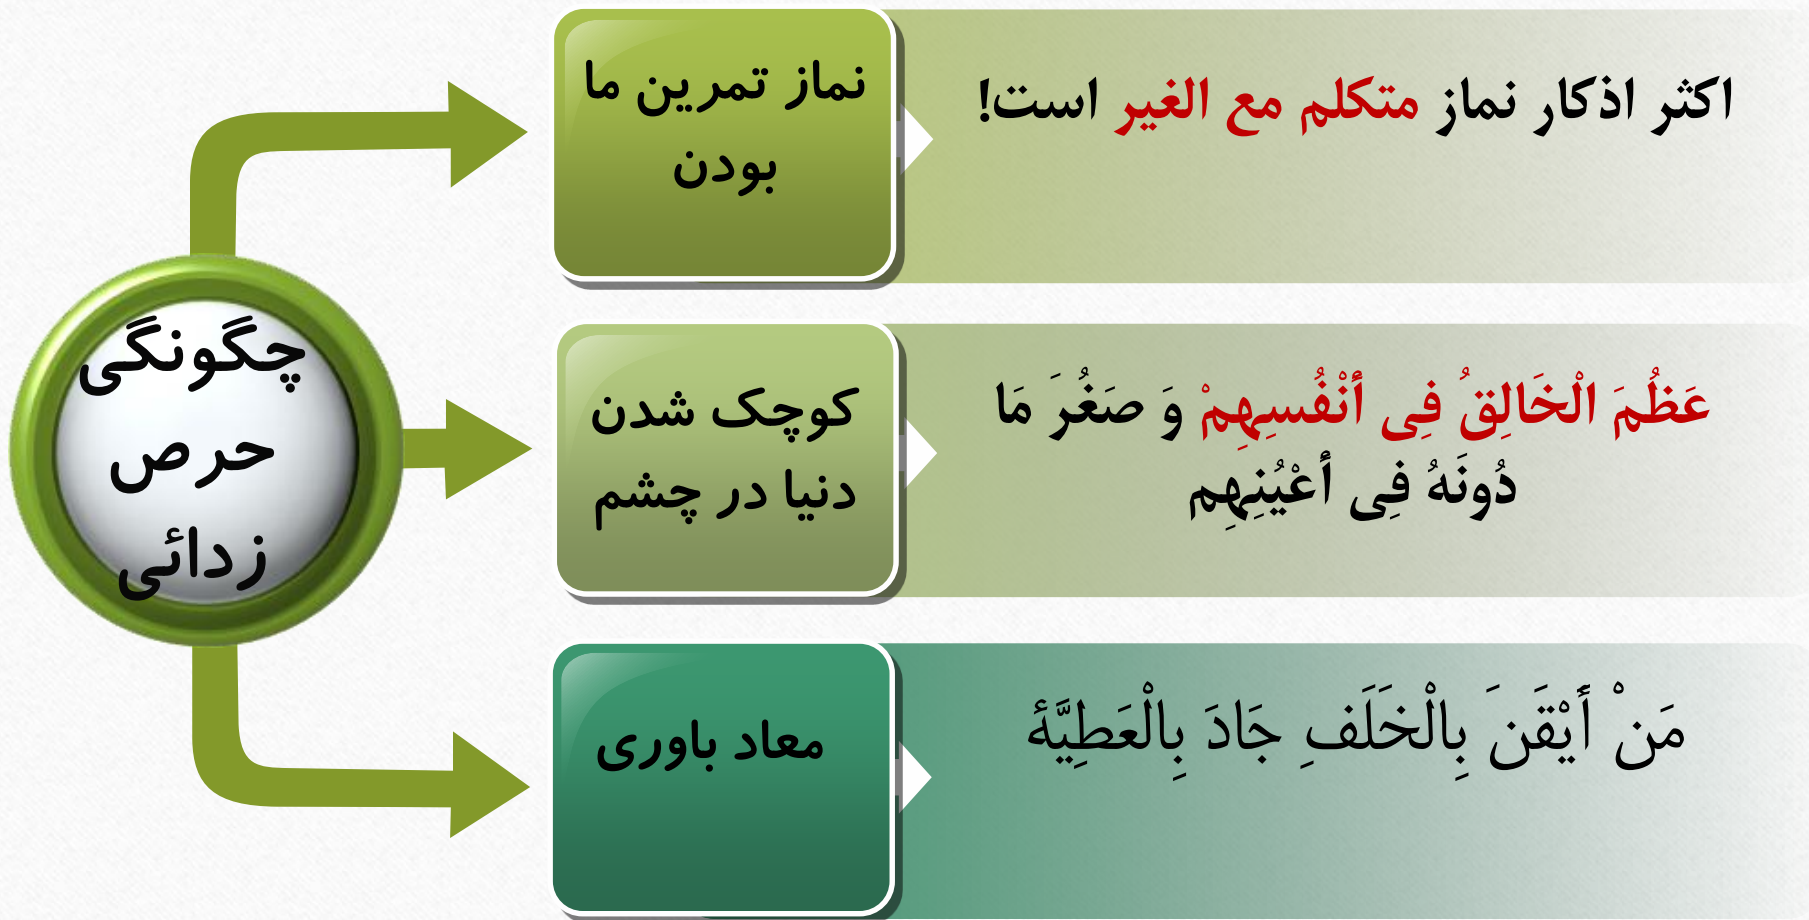 چگونگی
حرص
زدائی
نماز تمرین ما
بودن
اکثر اذکار نماز متکلم مع الغیر است!
کوچک شدن
دنیا در چشم
عَظُمَ الْخَالِقُ فِی أَنْفُسِهِمْ وَ صَغُرَ مَا
دُونَهُ فِی أَعْیُنِهِم
معاد باوری
مَنْ أَیْقَنَ بِالْخَلَفِ جَادَ بِالْعَطِیَّهٔ